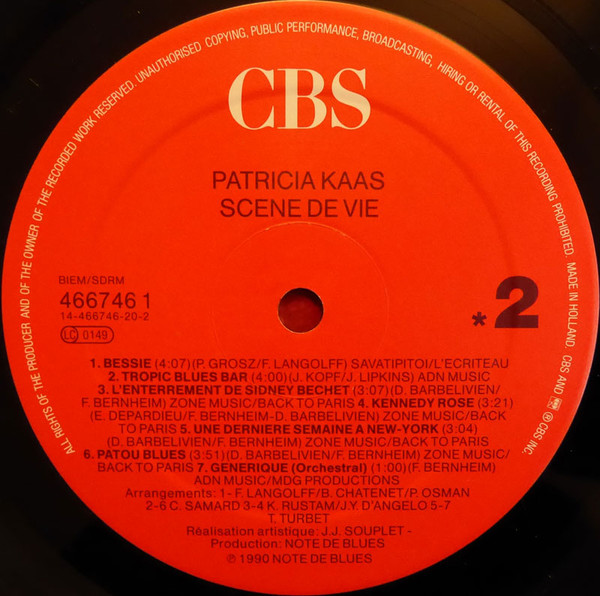 ALL RIGHTS OF THE PRODUCER AND OF THE OWNER OF THE RECORDED WORK RESERVED. UNAUTHORISED COPYING, PUBLIC PERFORMANCE, BROADCASTING, HIRING OR RENTAL OF THIS RECORDING PROHIBITED. MADE IN HOLLAND. CBS AND ® CBS INC.
CBS
PATRICIA KAAS
SCENE DE VIE
BIEM/SDRM
466746 1
14-466746-20-2
LC 0149
*2
1. BESSIE (4:07)(P. GROSZ/F. LANGOLFF) SAVATIPITOI/L'ECRITEAU
2. TROPIC BLUES BAR (4:00)(J. KOPF/J. LIPKINS) ADN MUSIC
3. L'ENTERREMENT DE SIDNEY BECHET (3:07)(D. BARBELIVIEN/
F. BERNHEIM) ZONE MUSIC/BACK TO PARIS 4. KENNEDY ROSE (3:21)
(E. DEPARDIEU/F. BERNHEIM-D. BARBELIVIEN) ZONE MUSIC/BACK
TO PARIS 5. UNE DERNIERE SEMAINE A NEW-YORK (3:04)
(D. BARBELIVIEN/F. BERNHEIM) ZONE MUSIC/BACK TO PARIS
6. PATOU BLUES (3:51)(D. BARBELIVIEN/F. BERNHEIM) ZONE MUSIC/
BACK TO PARIS 7. GENERIQUE (Orchestral) (1:00)(F. BERNHEIM)
ADN MUSIC/MDG PRODUCTIONS
Arrangements: 1-F. LANGOLFF/B. CHATENET/P. OSMAN
2-6 C. SAMARD 3-4 K. RUSTAM/J.Y. D'ANGELO 5-7
T. TURBET
Réalisation artistique: J.J. SOUPLET -
Production: NOTE DE BLUES
℗ 1990 NOTE DE BLUES